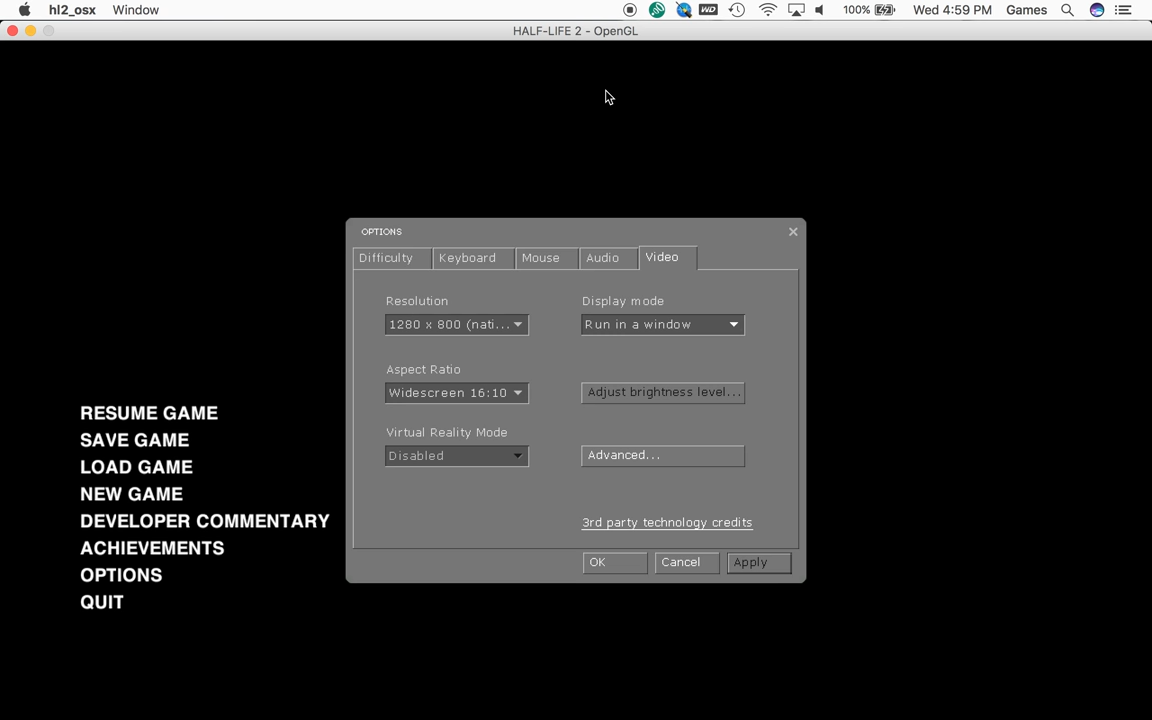 hl2_osx Window 100% Wed 4:59 PM Games
HALF-LIFE 2 - OpenGL
OPTIONS
Difficulty Keyboard Mouse Audio Video
Resolution Display mode
1280 x 800 (nati... Run in a window
Aspect Ratio
Widescreen 16:10 Adjust brightness level...
Virtual Reality Mode
Disabled Advanced...
3rd party technology credits
OK Cancel Apply
RESUME GAME
SAVE GAME
LOAD GAME
NEW GAME
DEVELOPER COMMENTARY
ACHIEVEMENTS
OPTIONS
QUIT